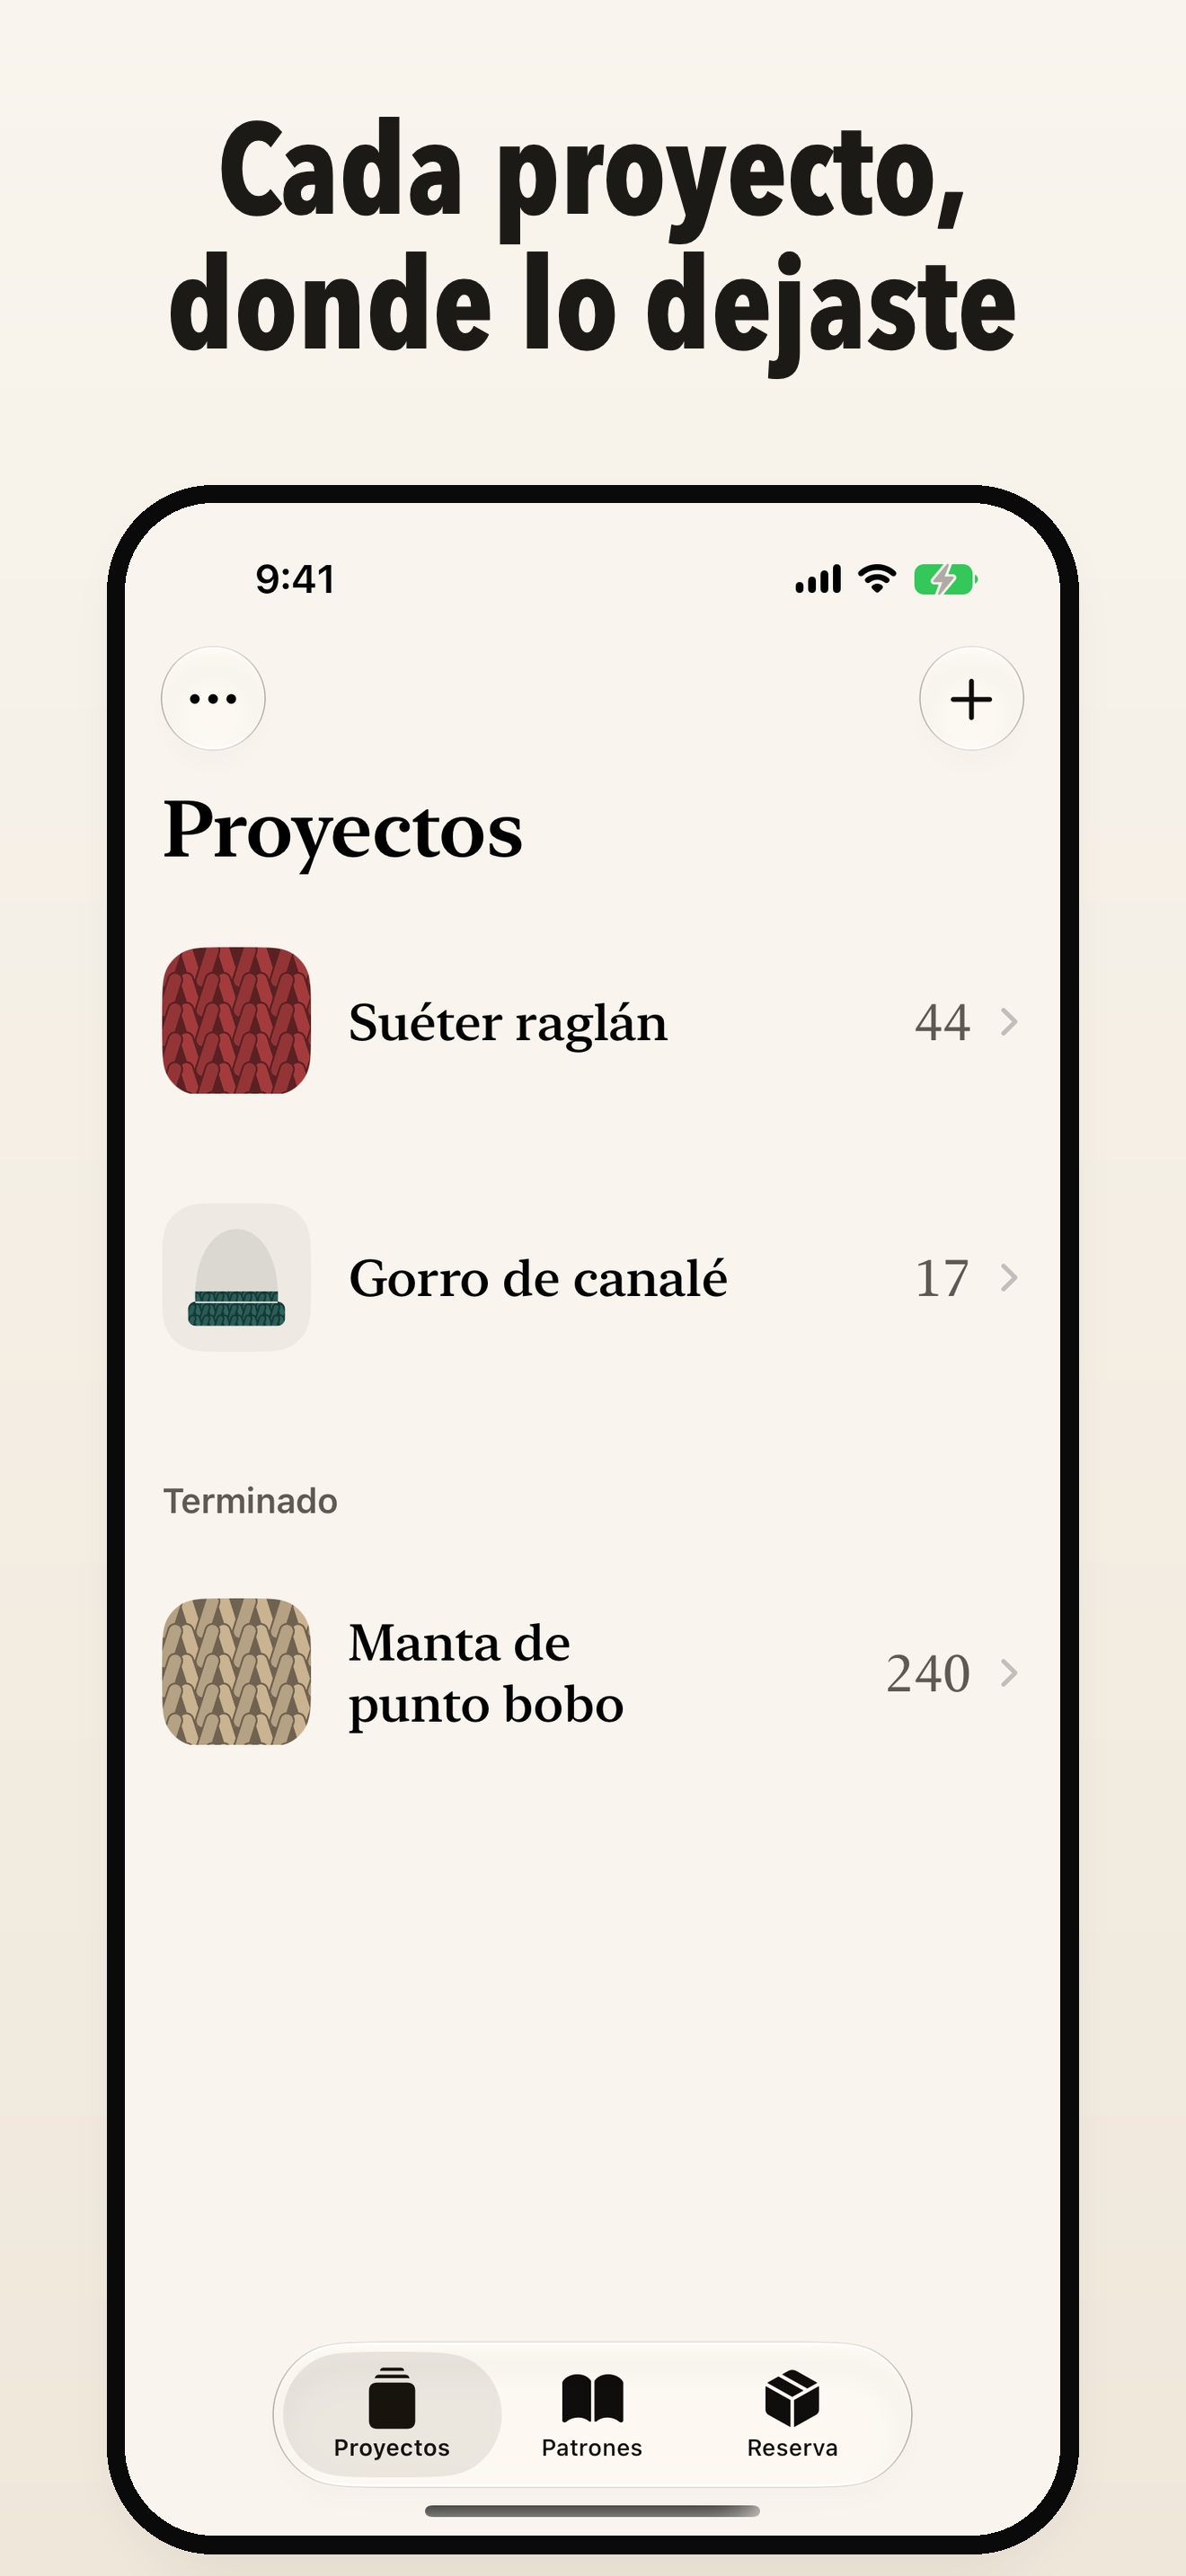 Cada proyecto,
donde lo dejaste
9:41
Proyectos
Suéter raglán
44
Gorro de canalé
17
Terminado
Manta de
punto bobo
240
Proyectos
Patrones
Reserva